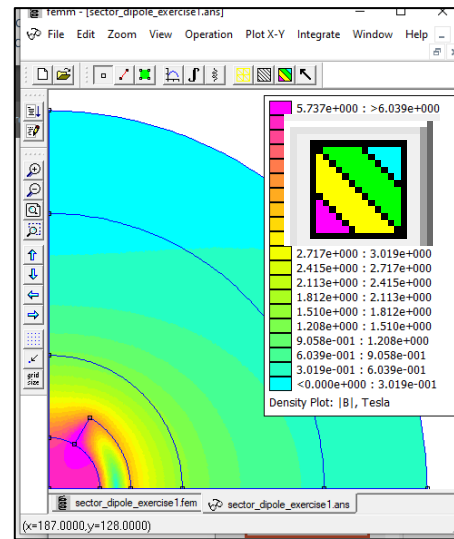 femm - [sector_dipole_exercise1.ans]
File Edit Zoom View Operation Plot X-Y Integrate Window Help
5.737e+000 : >6.039e+000
2.717e+000 : 3.019e+000
2.415e+000 : 2.717e+000
2.113e+000 : 2.415e+000
1.812e+000 : 2.113e+000
1.510e+000 : 1.812e+000
1.208e+000 : 1.510e+000
9.058e-001 : 1.208e+000
6.039e-001 : 9.058e-001
3.019e-001 : 6.039e-001
<0.000e+000 : 3.019e-001
Density Plot: |B|, Tesla
grid
size
sector_dipole_exercise1.fem sector_dipole_exercise1.ans
(x=187.0000,y=128.0000)